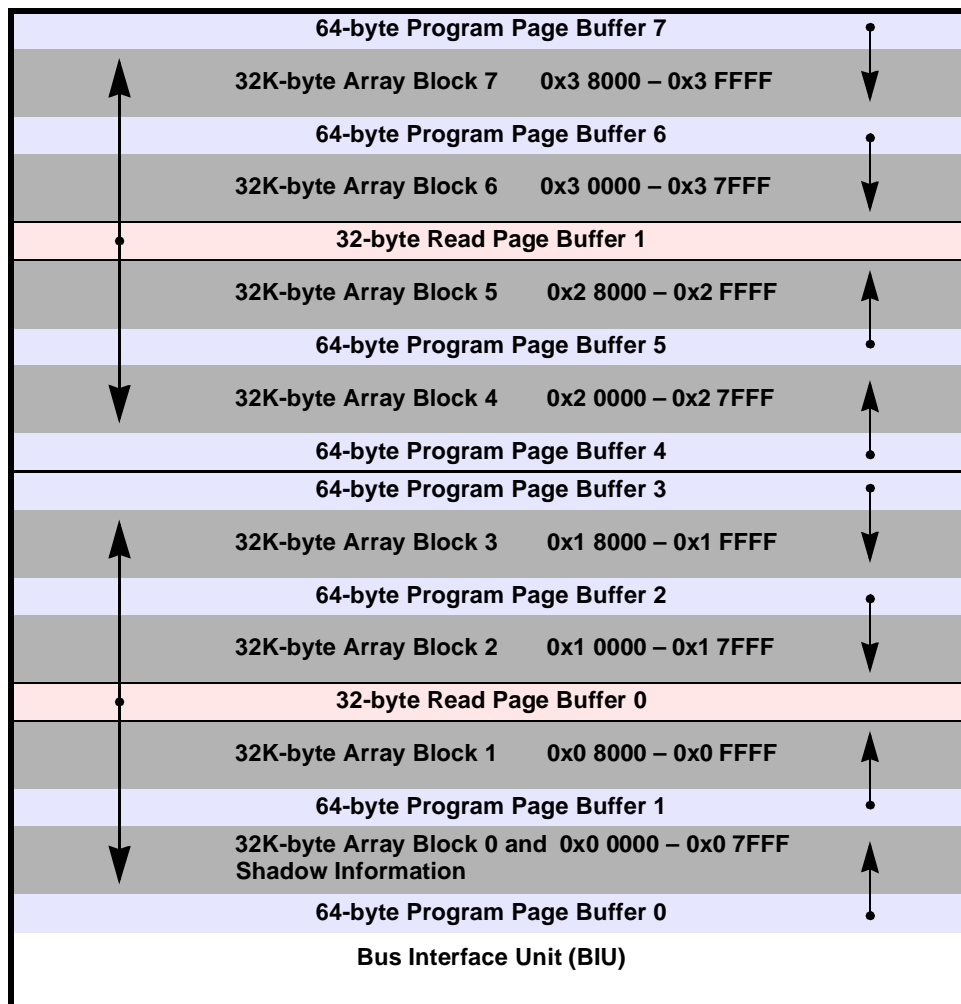 64-byte Program Page Buffer 7
32K-byte Array Block 7 0x3 8000 – 0x3 FFFF
64-byte Program Page Buffer 6
32K-byte Array Block 6 0x3 0000 – 0x3 7FFF
32-byte Read Page Buffer 1
32K-byte Array Block 5 0x2 8000 – 0x2 FFFF
64-byte Program Page Buffer 5
32K-byte Array Block 4 0x2 0000 – 0x2 7FFF
64-byte Program Page Buffer 4
64-byte Program Page Buffer 3
32K-byte Array Block 3 0x1 8000 – 0x1 FFFF
64-byte Program Page Buffer 2
32K-byte Array Block 2 0x1 0000 – 0x1 7FFF
32-byte Read Page Buffer 0
32K-byte Array Block 1 0x0 8000 – 0x0 FFFF
64-byte Program Page Buffer 1
32K-byte Array Block 0 and 0x0 0000 – 0x0 7FFF
Shadow Information
64-byte Program Page Buffer 0
Bus Interface Unit (BIU)